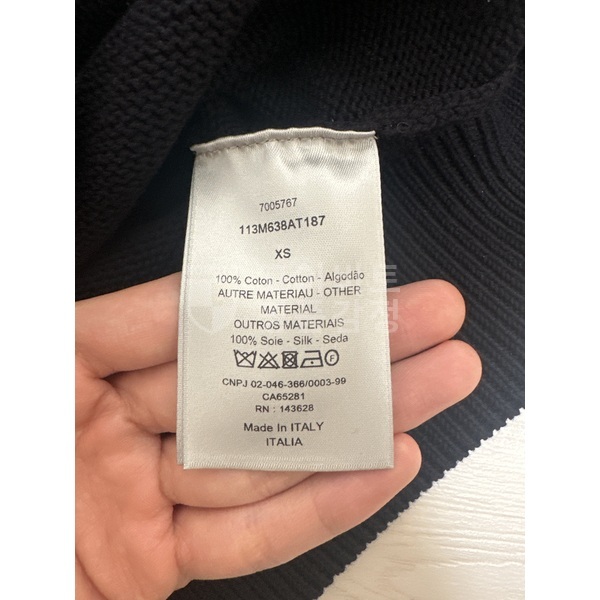 7005767
113M638AT187
XS
100% Coton - Cotton - Algodão
AUTRE MATERIAU - OTHER
MATERIAL
OUTROS MATERIAIS
100% Soie - Silk - Seda
CNPJ 02-046-366/0003-99
CA65281
RN : 143628
Made In ITALY
ITALIA